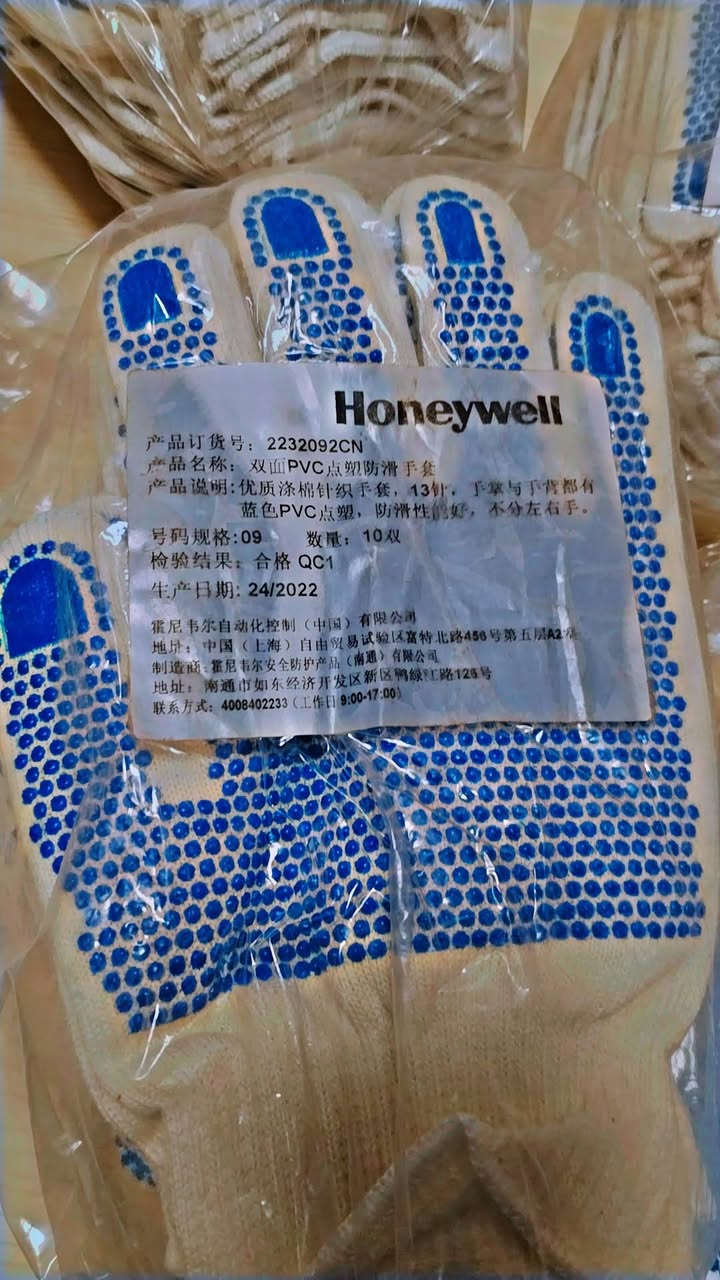 Honeywell
产品订货号：2232092CN
产品名称：双面PVC点塑防滑手套
产品说明:优质涤棉针织手套，13针，手掌与手背都有
蓝色PVC点塑，防滑性能好，不分左右手。
号码规格:09 数量：10双
检验结果：合格 QC1
生产日期: 24/2022
霍尼韦尔自动化控制（中国）有限公司
地址：中国（上海）自由贸易试验区富特北路456号第五层A2
制造商:霍尼韦尔安全防护产品（南通）有限公司
地址：南通市如东经济开发区新区鸭绿江路126号
联系方式：4008402233（工作日9:00-17:00）